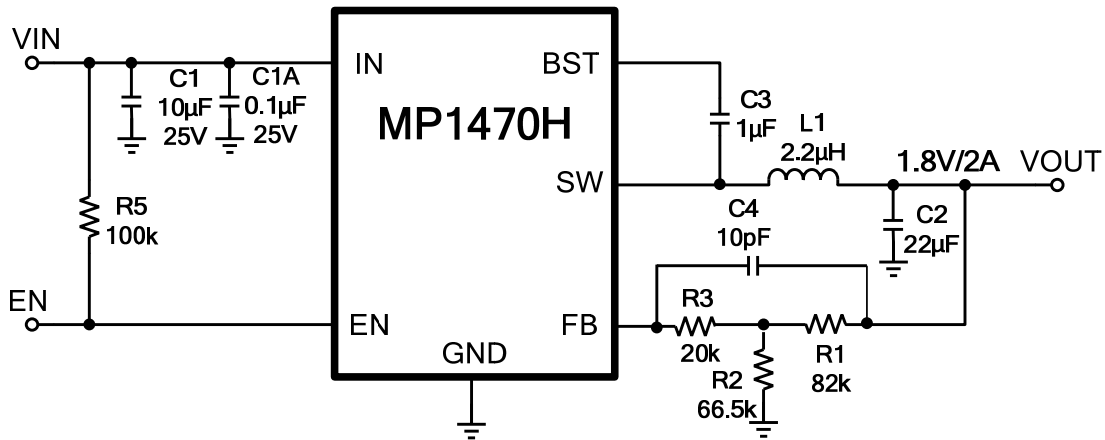 VIN
C1
10µF
25V
C1A
0.1µF
25V
R5
100k
EN
IN
BST
MP1470H
SW
EN
FB
GND
C3
1µF
L1
2.2µH
1.8V/2A
VOUT
C4
10pF
C2
22µF
R3
20k
R2
66.5k
R1
82k